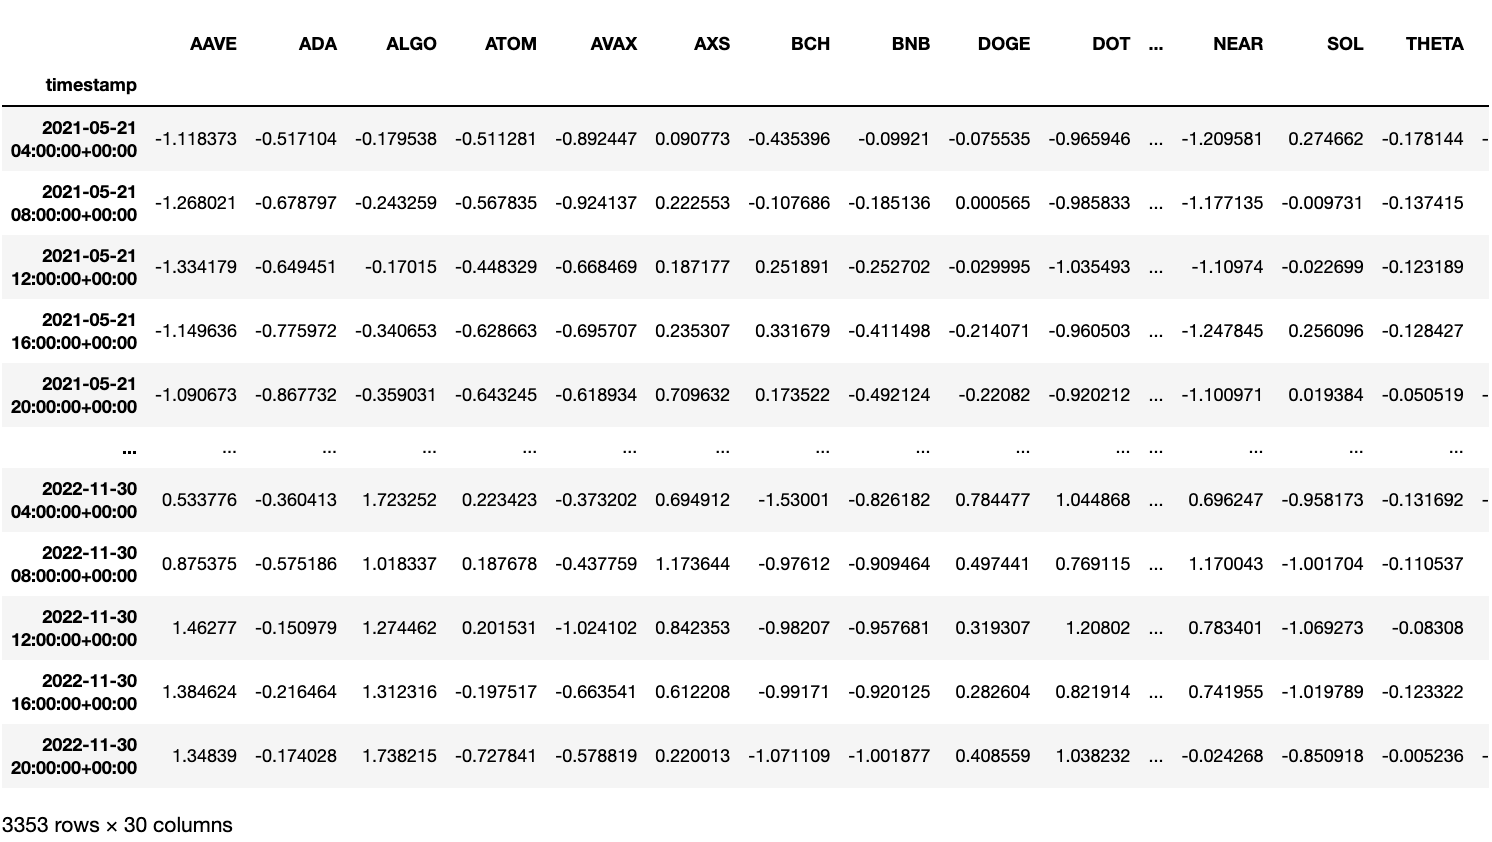 AAVE ADA ALGO ATOM AVAX AXS BCH BNB DOGE DOT ... NEAR SOL THETA
timestamp
2021-05-21 04:00:00+00:00 -1.118373 -0.517104 -0.179538 -0.511281 -0.892447 0.090773 -0.435396 -0.09921 -0.075535 -0.965946 ... -1.209581 0.274662 -0.178144 -
2021-05-21 08:00:00+00:00 -1.268021 -0.678797 -0.243259 -0.567835 -0.924137 0.222553 -0.107686 -0.185136 0.000565 -0.985833 ... -1.177135 -0.009731 -0.137415
2021-05-21 12:00:00+00:00 -1.334179 -0.649451 -0.17015 -0.448329 -0.668469 0.187177 0.251891 -0.252702 -0.029995 -1.035493 ... -1.10974 -0.022699 -0.123189
2021-05-21 16:00:00+00:00 -1.149636 -0.775972 -0.340653 -0.628663 -0.695707 0.235307 0.331679 -0.411498 -0.214071 -0.960503 ... -1.247845 0.256096 -0.128427
2021-05-21 20:00:00+00:00 -1.090673 -0.867732 -0.359031 -0.643245 -0.618934 0.709632 0.173522 -0.492124 -0.22082 -0.920212 ... -1.100971 0.019384 -0.050519 -
... ... ... ... ... ... ... ... ... ... ... ... ... ... ...
2022-11-30 04:00:00+00:00 0.533776 -0.360413 1.723252 0.223423 -0.373202 0.694912 -1.53001 -0.826182 0.784477 1.044868 ... 0.696247 -0.958173 -0.131692 -
2022-11-30 08:00:00+00:00 0.875375 -0.575186 1.018337 0.187678 -0.437759 1.173644 -0.97612 -0.909464 0.497441 0.769115 ... 1.170043 -1.001704 -0.110537
2022-11-30 12:00:00+00:00 1.46277 -0.150979 1.274462 0.201531 -1.024102 0.842353 -0.98207 -0.957681 0.319307 1.20802 ... 0.783401 -1.069273 -0.08308
2022-11-30 16:00:00+00:00 1.384624 -0.216464 1.312316 -0.197517 -0.663541 0.612208 -0.99171 -0.920125 0.282604 0.821914 ... 0.741955 -1.019789 -0.123322
2022-11-30 20:00:00+00:00 1.34839 -0.174028 1.738215 -0.727841 -0.578819 0.220013 -1.071109 -1.001877 0.408559 1.038232 ... -0.024268 -0.850918 -0.005236 -
3353 rows × 30 columns